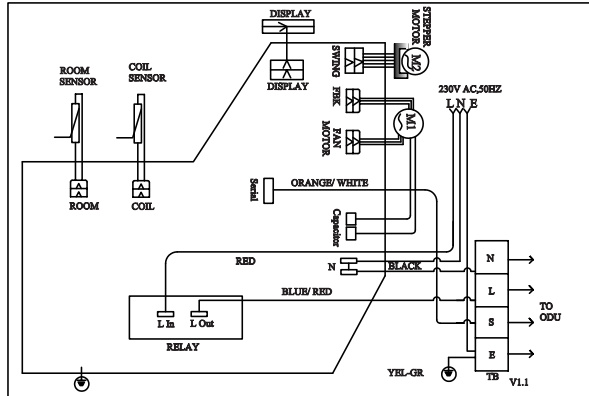 DISPLAY
DISPLAY
STEPPER
MOTOR
SWING
M2
ROOM
SENSOR
COIL
SENSOR
FBK
230V AC,50HZ
L N E
M1
FAN
MOTOR
ORANGE/ WHITE
Serial
ROOM
COIL
Capacitor
RED
N
BLACK
N
BLUE/ RED
L
TO
ODU
L In
L Out
S
RELAY
E
YEL-GR
TB
V1.1